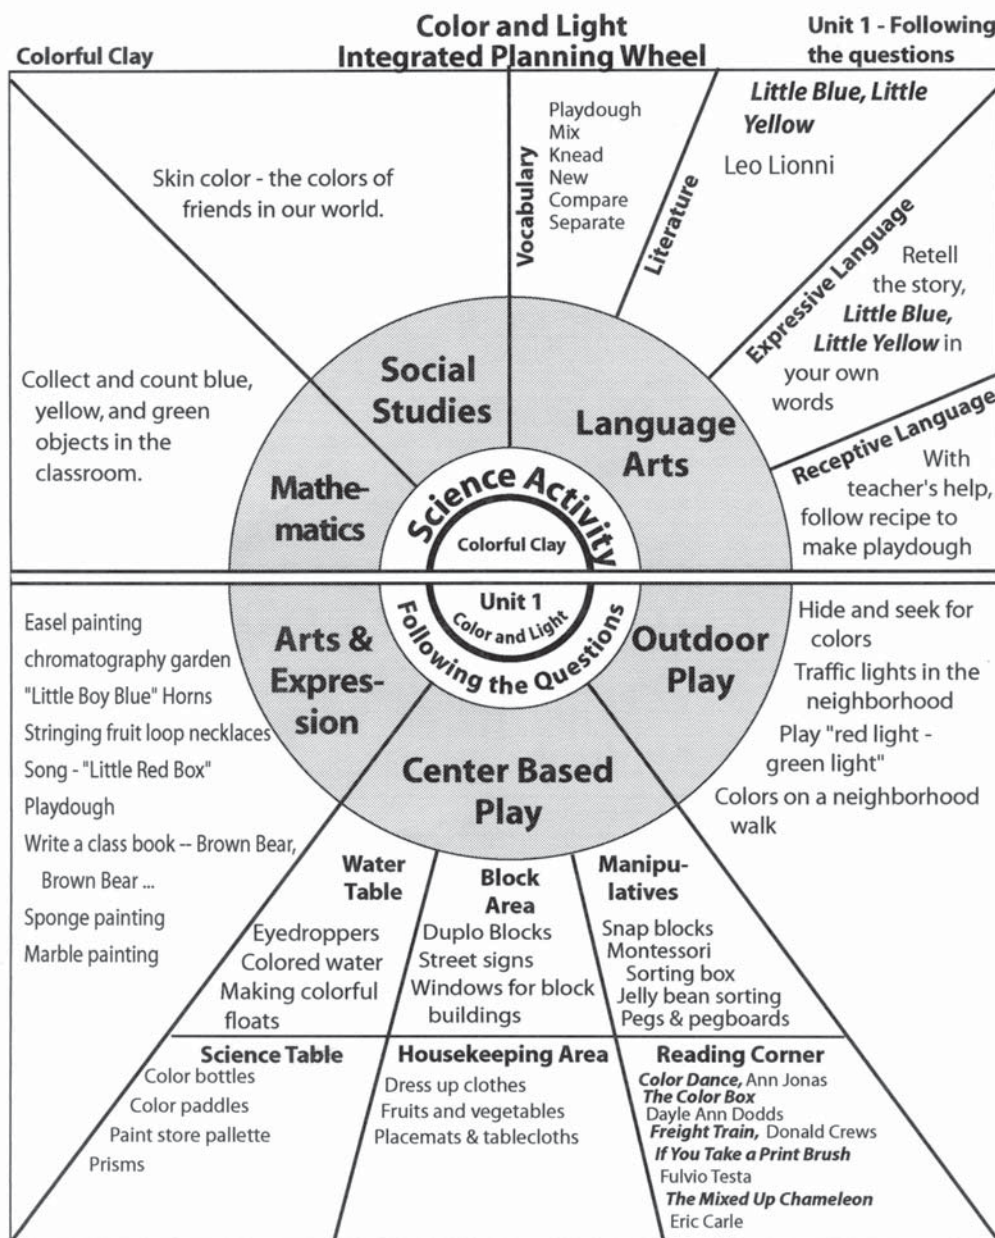 Colorful Clay
Color and Light
Integrated Planning Wheel
Unit 1 - Following
the questions
Skin color - the colors of
friends in our world.
Vocabulary
Playdough
Mix
Knead
New
Compare
Separate
Literature
Little Blue, Little
Yellow
Leo Lionni
Expressive Language
Retell
the story,
Little Blue,
Little Yellow in
your own
words
Receptive Language
With
teacher's help,
follow recipe to
make playdough
Collect and count blue,
yellow, and green
objects in the
classroom.
Social
Studies
Language
Arts
Mathe-
matics
Science Activity
Colorful Clay
Unit 1
Color and Light
Following the Questions
Arts &
Expres-
sion
Outdoor
Play
Center Based
Play
Easel painting
chromatography garden
"Little Boy Blue" Horns
Stringing fruit loop necklaces
Song - "Little Red Box"
Playdough
Write a class book -- Brown Bear,
Brown Bear ...
Sponge painting
Marble painting
Hide and seek for
colors
Traffic lights in the
neighborhood
Play "red light -
green light"
Colors on a neighborhood
walk
Water
Table
Eyedroppers
Colored water
Making colorful
floats
Block
Area
Duplo Blocks
Street signs
Windows for block
buildings
Manipu-
latives
Snap blocks
Montessori
Sorting box
Jelly bean sorting
Pegs & pegboards
Science Table
Color bottles
Color paddles
Paint store pallette
Prisms
Housekeeping Area
Dress up clothes
Fruits and vegetables
Placemats & tablecloths
Reading Corner
Color Dance, Ann Jonas
The Color Box
Dayle Ann Dodds
Freight Train, Donald Crews
If You Take a Print Brush
Fulvio Testa
The Mixed Up Chameleon
Eric Carle